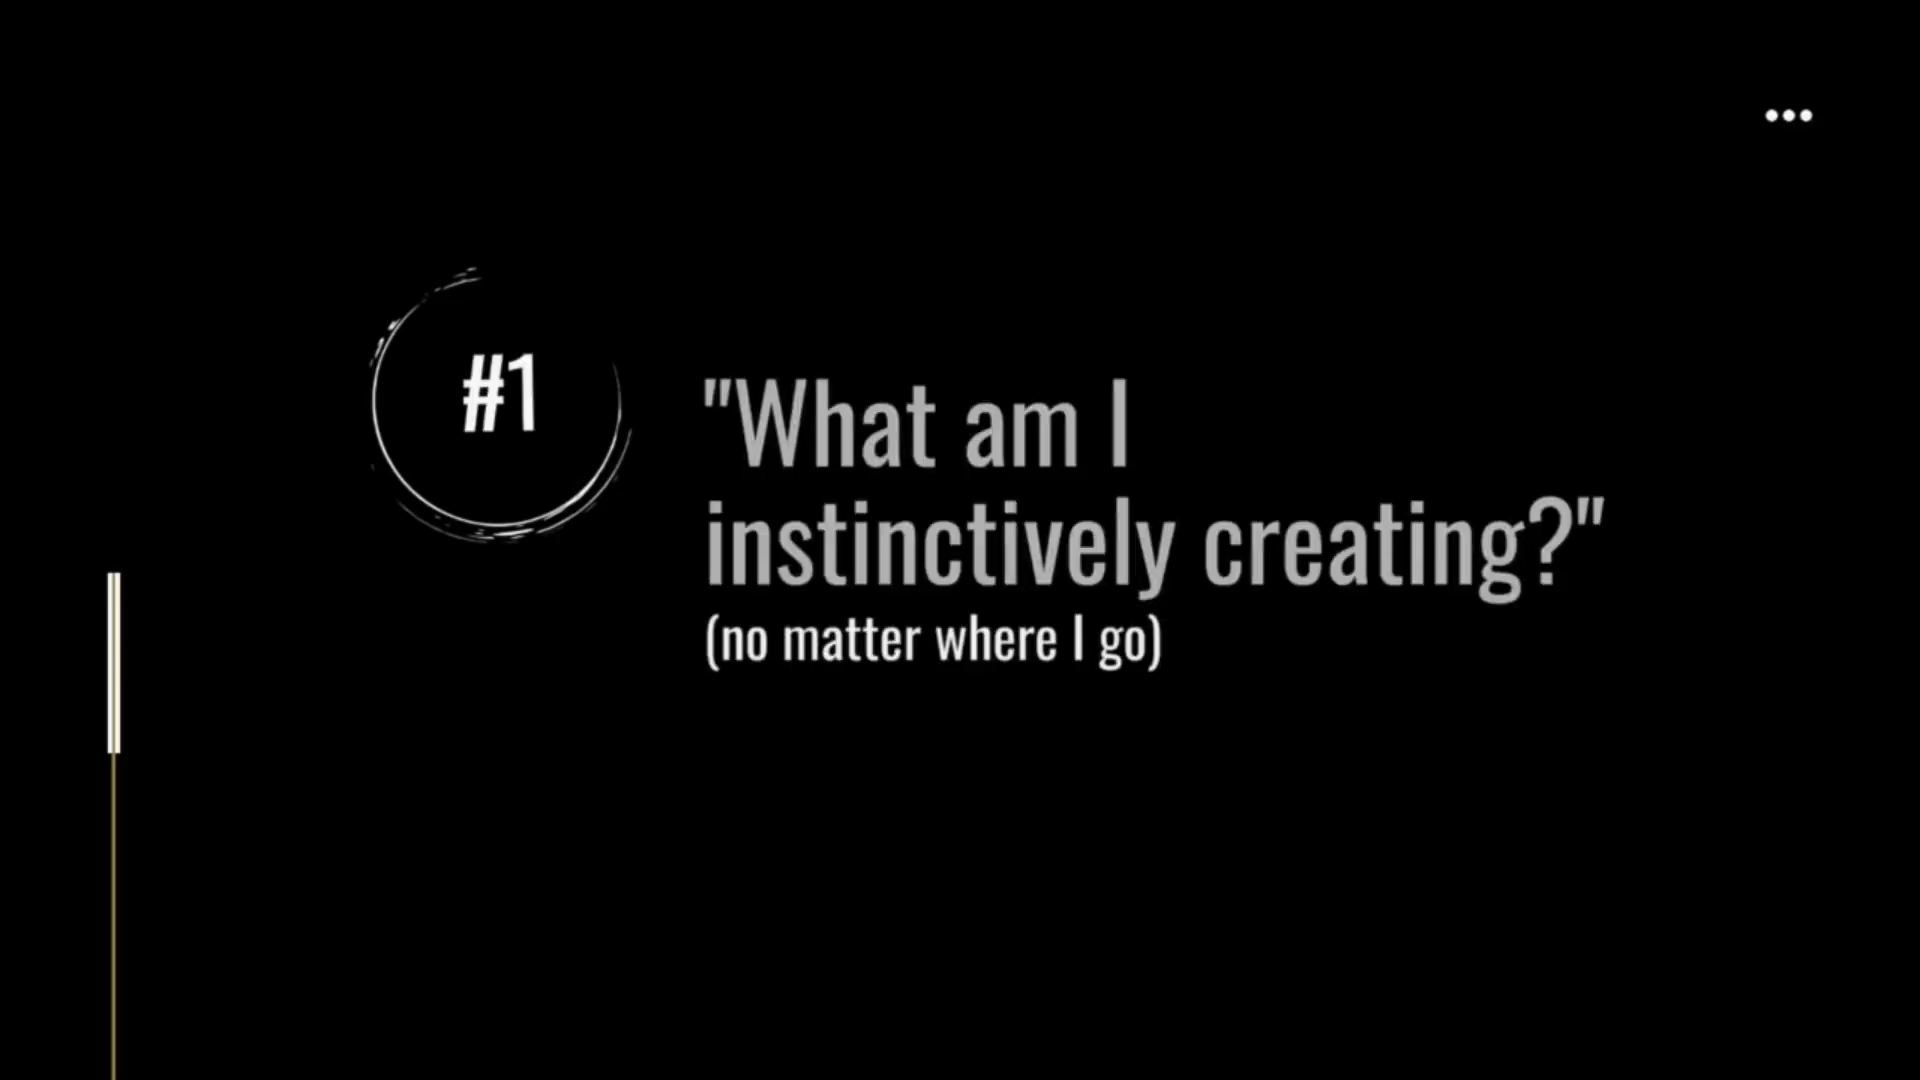 #1
"What am I
instinctively creating?"
(no matter where I go)